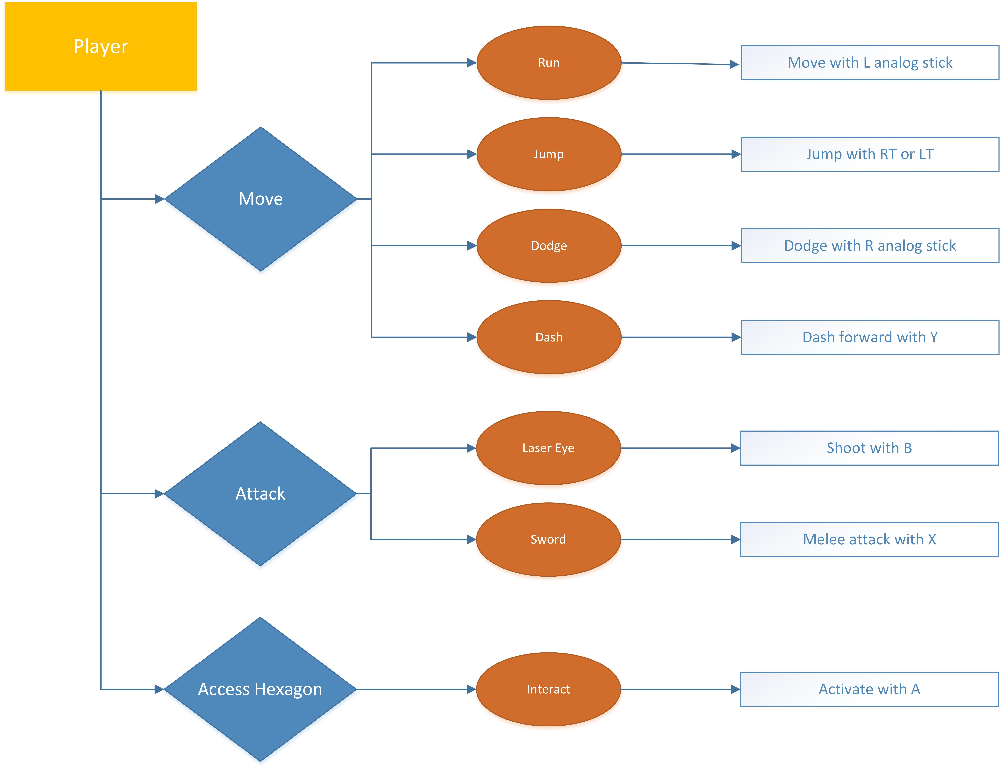 Player
Run
Move with L analog stick
Jump
Jump with RT or LT
Move
Dodge
Dodge with R analog stick
Dash
Dash forward with Y
Laser Eye
Shoot with B
Attack
Sword
Melee attack with X
Access Hexagon
Interact
Activate with A